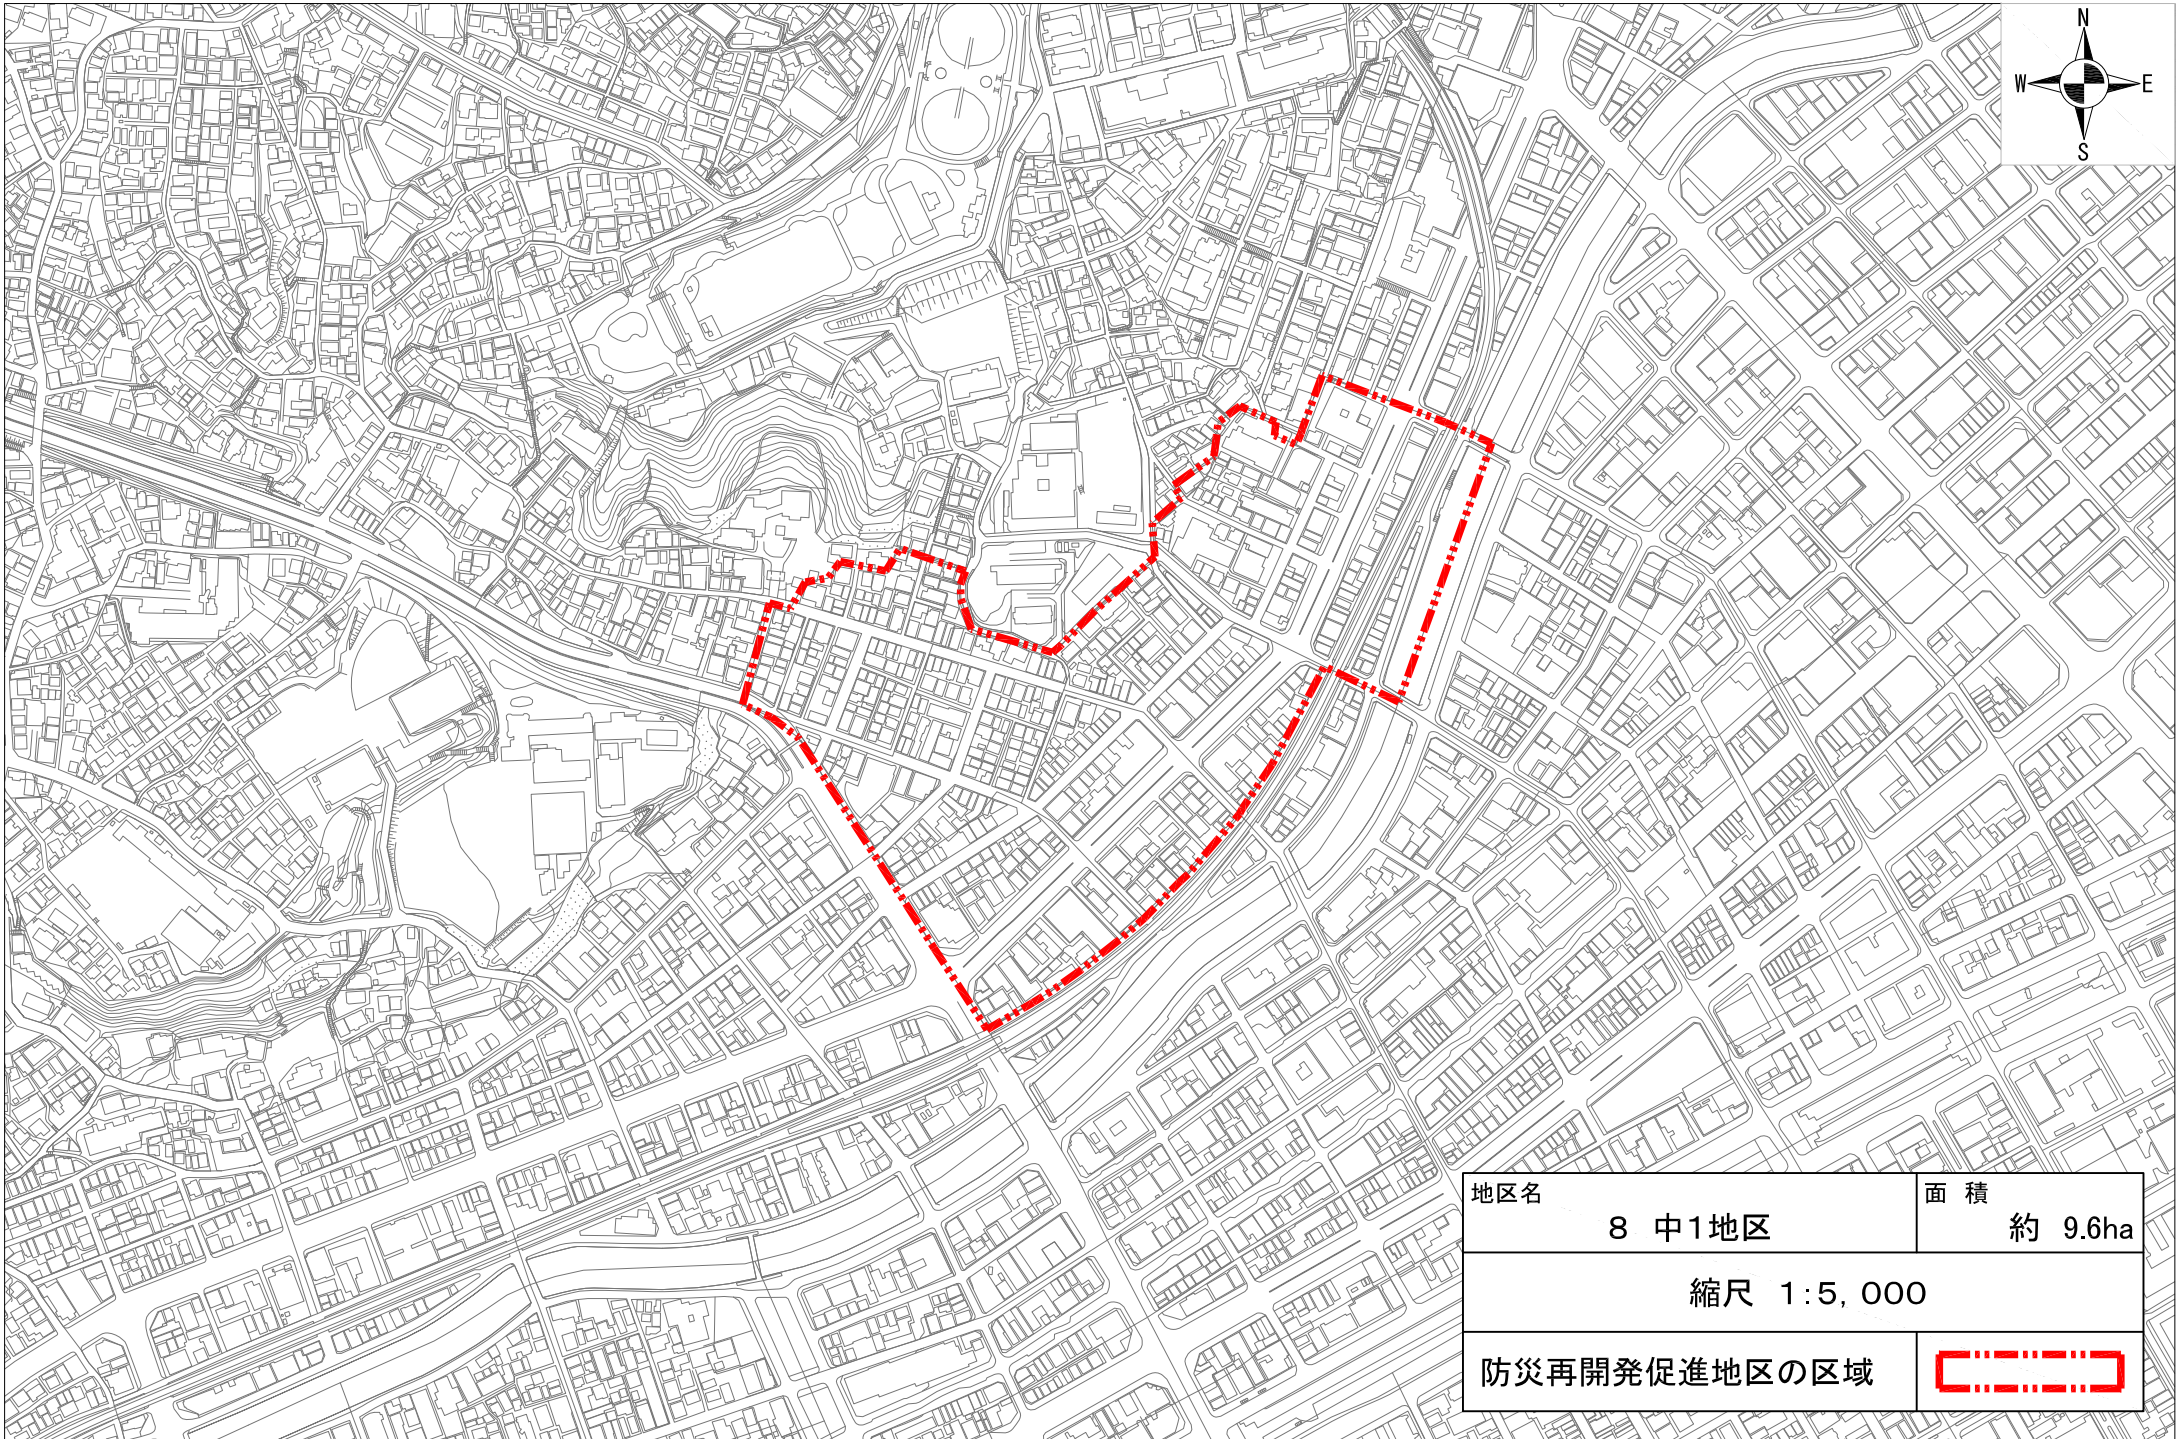 N
W E
S
地区名
8 中1地区
面 積
約 9.6ha
縮尺 1:5,000
防災再開発促進地区の区域